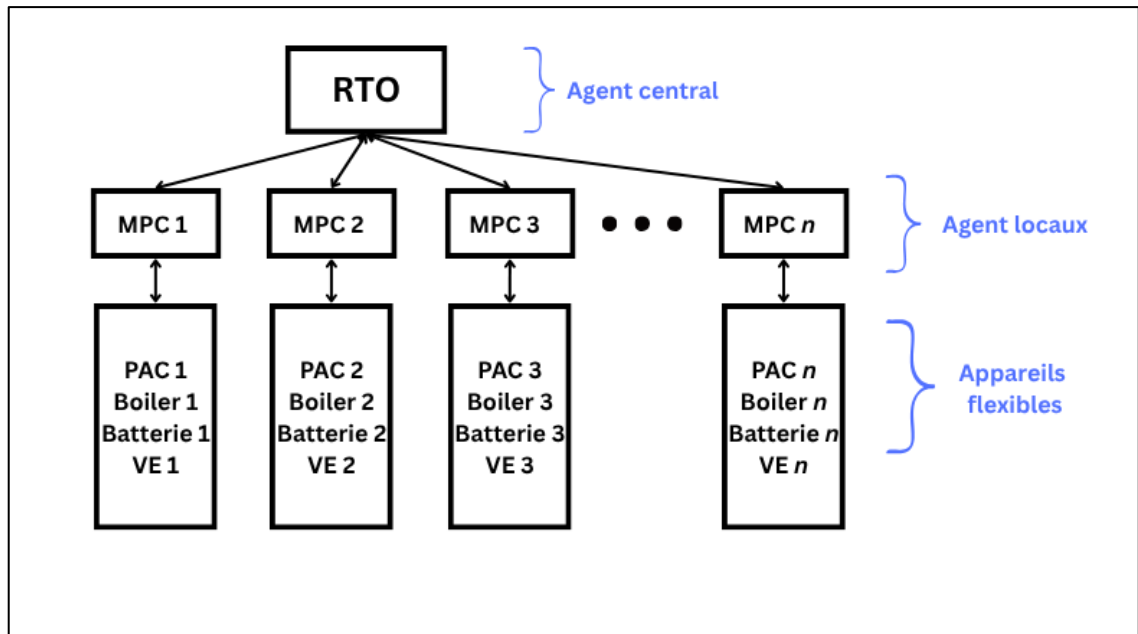 RTO
Agent central
MPC 1
MPC 2
MPC 3
MPC n
Agent locaux
PAC 1
Boiler 1
Batterie 1
VE 1
PAC 2
Boiler 2
Batterie 2
VE 2
PAC 3
Boiler 3
Batterie 3
VE 3
PAC n
Boiler n
Batterie n
VE n
Appareils
flexibles